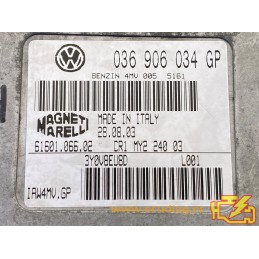 036 906 034 GP
BENZIN 4MV 005 5161
MAGNETI MARELLI
MADE IN ITALY
28.08.03
61601.066.02 CR1 MY2 240 03
3Y0V8EUBD L001
IAW4MV.GP